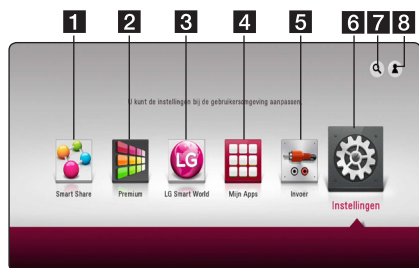 1 2 3 4 5 6 7 8
U kunt de instellingen bij de gebruikersomgeving aanpassen.
LG
Smart Share Premium LG Smart World Mijn Apps Invoer
Instellingen